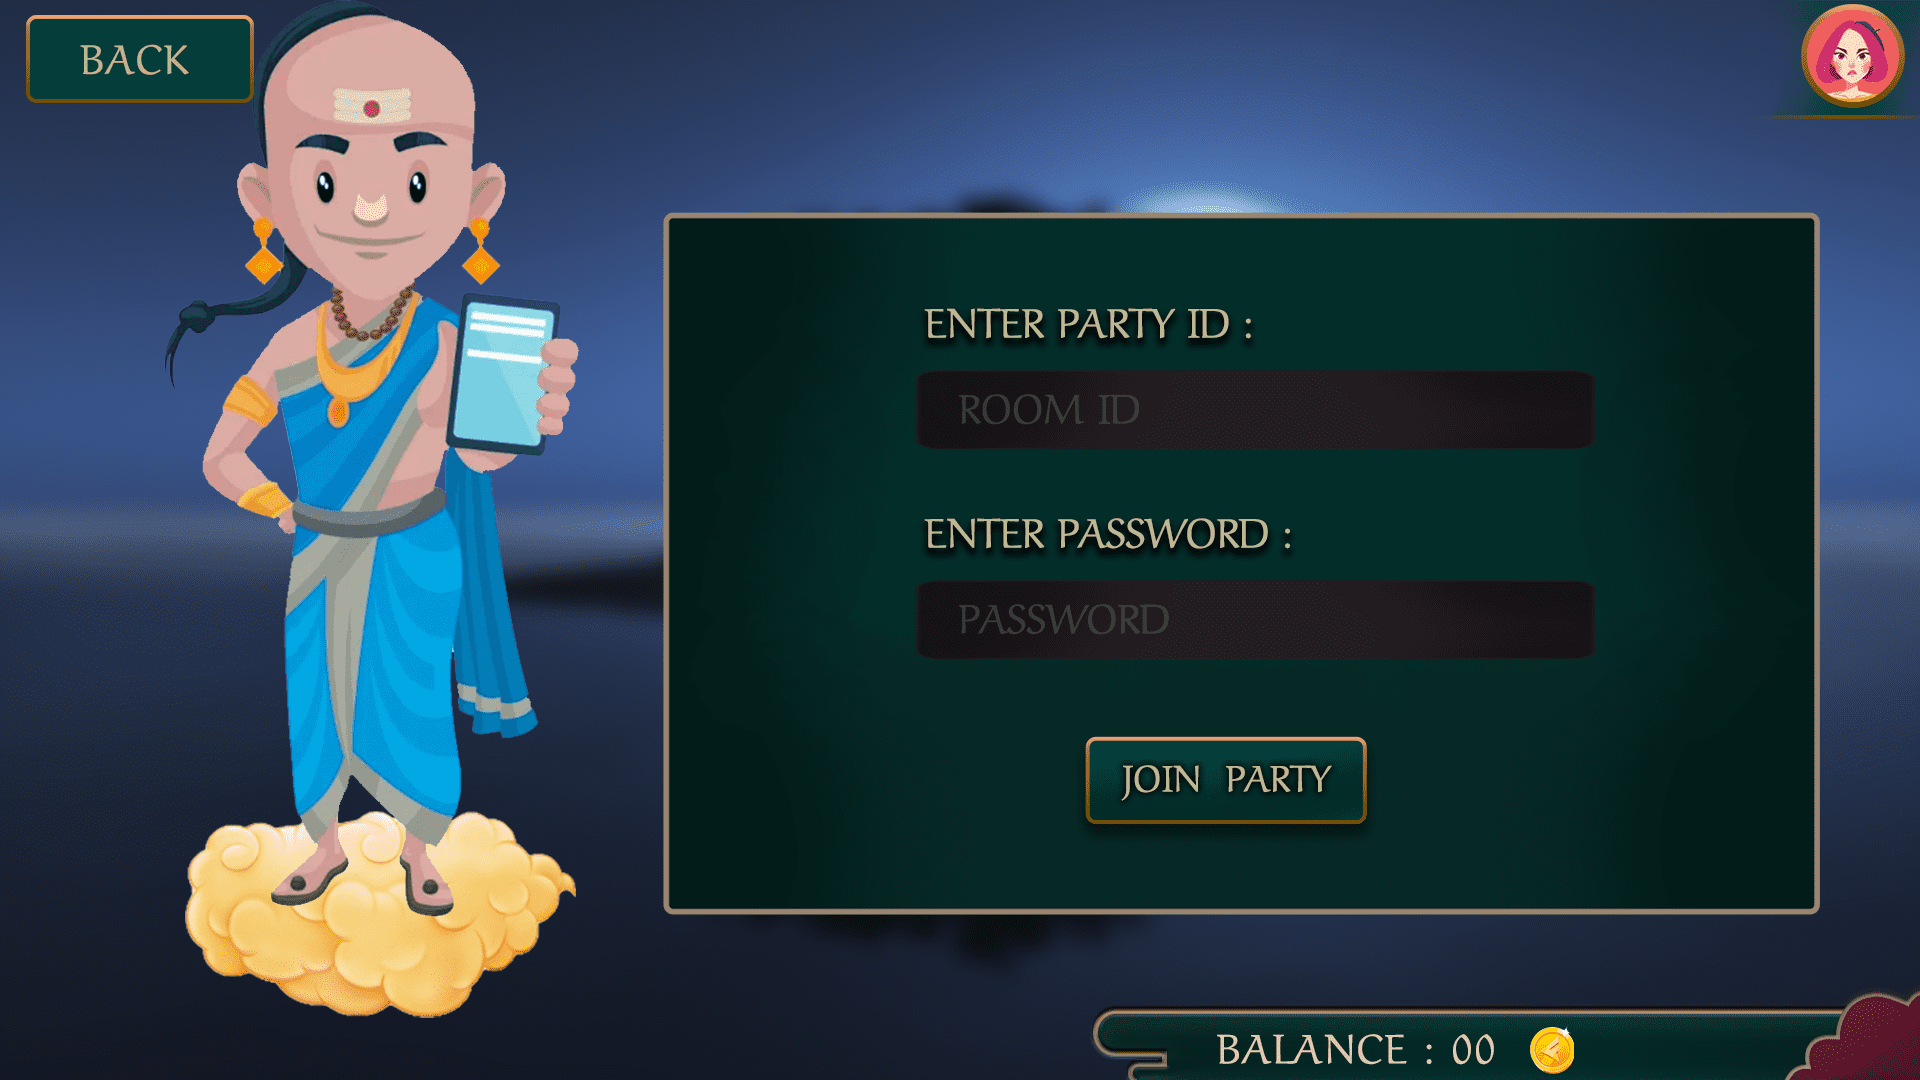 BACK
ENTER PARTY ID :
ROOM ID
ENTER PASSWORD :
PASSWORD
JOIN PARTY
BALANCE : 00